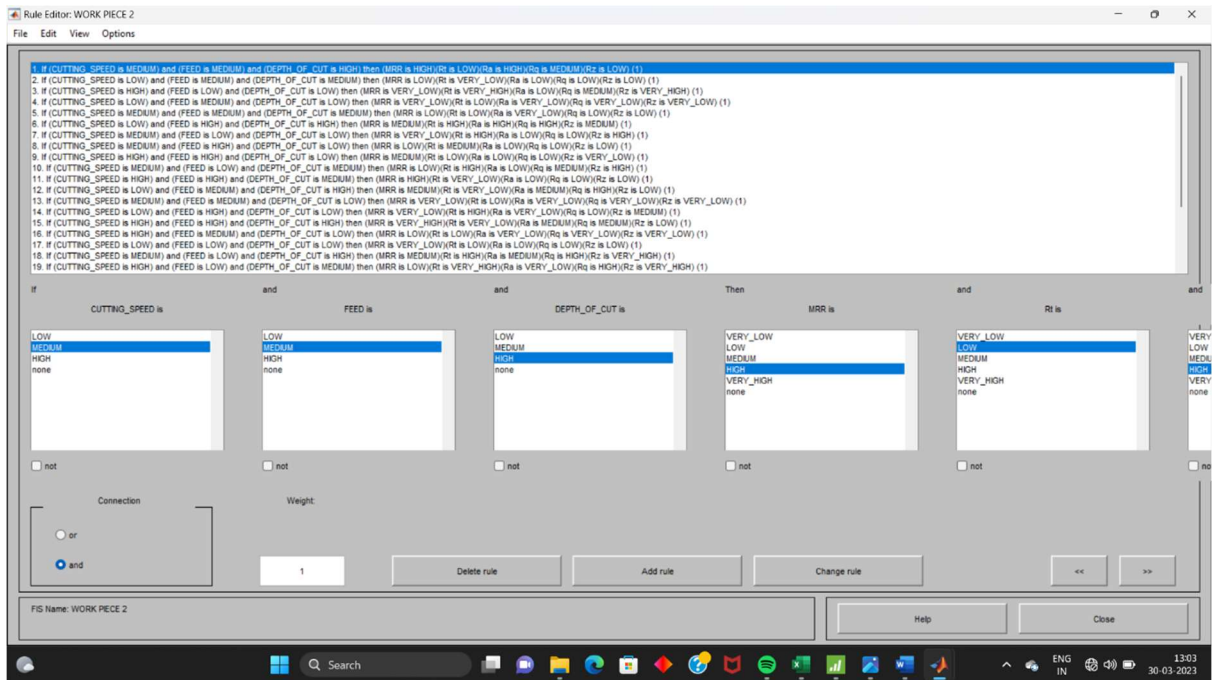 Rule Editor: WORK PIECE 2
File Edit View Options
1. If (CUTTING_SPEED is MEDIUM) and (FEED is MEDIUM) and (DEPTH_OF_CUT is HIGH) then (MRR is HIGH)(Rt is LOW)(Ra is HIGH)(Rq is MEDIUM)(Rz is LOW) (1)
2. If (CUTTING_SPEED is LOW) and (FEED is MEDIUM) and (DEPTH_OF_CUT is MEDIUM) then (MRR is LOW)(Rt is VERY_LOW)(Ra is LOW)(Rq is LOW)(Rz is LOW) (1)
3. If (CUTTING_SPEED is HIGH) and (FEED is LOW) and (DEPTH_OF_CUT is LOW) then (MRR is VERY_LOW)(Rt is VERY_HIGH)(Ra is LOW)(Rq is MEDIUM)(Rz is VERY_HIGH) (1)
4. If (CUTTING_SPEED is LOW) and (FEED is MEDIUM) and (DEPTH_OF_CUT is LOW) then (MRR is VERY_LOW)(Rt is LOW)(Ra is VERY_LOW)(Rq is VERY_LOW)(Rz is VERY_LOW) (1)
5. If (CUTTING_SPEED is MEDIUM) and (FEED is MEDIUM) and (DEPTH_OF_CUT is MEDIUM) then (MRR is LOW)(Rt is LOW)(Ra is VERY_LOW)(Rq is LOW)(Rz is LOW) (1)
6. If (CUTTING_SPEED is LOW) and (FEED is HIGH) and (DEPTH_OF_CUT is HIGH) then (MRR is MEDIUM)(Rt is HIGH)(Ra is HIGH)(Rq is HIGH)(Rz is MEDIUM) (1)
7. If (CUTTING_SPEED is MEDIUM) and (FEED is LOW) and (DEPTH_OF_CUT is LOW) then (MRR is VERY_LOW)(Rt is HIGH)(Ra is LOW)(Rq is LOW)(Rz is HIGH) (1)
8. If (CUTTING_SPEED is MEDIUM) and (FEED is HIGH) and (DEPTH_OF_CUT is LOW) then (MRR is LOW)(Rt is MEDIUM)(Ra is LOW)(Rq is LOW)(Rz is LOW) (1)
9. If (CUTTING_SPEED is HIGH) and (FEED is HIGH) and (DEPTH_OF_CUT is LOW) then (MRR is MEDIUM)(Rt is LOW)(Ra is LOW)(Rq is LOW)(Rz is VERY_LOW) (1)
10. If (CUTTING_SPEED is MEDIUM) and (FEED is LOW) and (DEPTH_OF_CUT is MEDIUM) then (MRR is LOW)(Rt is HIGH)(Ra is LOW)(Rq is MEDIUM)(Rz is HIGH) (1)
11. If (CUTTING_SPEED is HIGH) and (FEED is HIGH) and (DEPTH_OF_CUT is MEDIUM) then (MRR is HIGH)(Rt is VERY_LOW)(Ra is LOW)(Rq is LOW)(Rz is LOW) (1)
12. If (CUTTING_SPEED is LOW) and (FEED is MEDIUM) and (DEPTH_OF_CUT is HIGH) then (MRR is MEDIUM)(Rt is VERY_LOW)(Ra is MEDIUM)(Rq is HIGH)(Rz is LOW) (1)
13. If (CUTTING_SPEED is MEDIUM) and (FEED is MEDIUM) and (DEPTH_OF_CUT is LOW) then (MRR is VERY_LOW)(Rt is LOW)(Ra is VERY_LOW)(Rq is VERY_LOW)(Rz is VERY_LOW) (1)
14. If (CUTTING_SPEED is LOW) and (FEED is HIGH) and (DEPTH_OF_CUT is LOW) then (MRR is VERY_LOW)(Rt is HIGH)(Ra is VERY_LOW)(Rq is LOW)(Rz is MEDIUM) (1)
15. If (CUTTING_SPEED is HIGH) and (FEED is HIGH) and (DEPTH_OF_CUT is HIGH) then (MRR is VERY_HIGH)(Rt is VERY_LOW)(Ra is MEDIUM)(Rq is MEDIUM)(Rz is LOW) (1)
16. If (CUTTING_SPEED is HIGH) and (FEED is MEDIUM) and (DEPTH_OF_CUT is LOW) then (MRR is LOW)(Rt is LOW)(Ra is VERY_LOW)(Rq is VERY_LOW)(Rz is VERY_LOW) (1)
17. If (CUTTING_SPEED is LOW) and (FEED is LOW) and (DEPTH_OF_CUT is LOW) then (MRR is VERY_LOW)(Rt is LOW)(Ra is LOW)(Rq is LOW)(Rz is LOW) (1)
18. If (CUTTING_SPEED is MEDIUM) and (FEED is LOW) and (DEPTH_OF_CUT is HIGH) then (MRR is MEDIUM)(Rt is HIGH)(Ra is MEDIUM)(Rq is HIGH)(Rz is VERY_HIGH) (1)
19. If (CUTTING_SPEED is HIGH) and (FEED is LOW) and (DEPTH_OF_CUT is MEDIUM) then (MRR is LOW)(Rt is VERY_HIGH)(Ra is VERY_LOW)(Rq is HIGH)(Rz is VERY_HIGH) (1)
If and and Then and and
CUTTING_SPEED is FEED is DEPTH_OF_CUT is MRR is Rt is
LOW LOW LOW VERY_LOW VERY_LOW VERY
MEDIUM MEDIUM MEDIUM LOW LOW LOW
HIGH HIGH HIGH MEDIUM MEDIUM MEDIU
none none none HIGH HIGH HIGH
VERY_HIGH VERY_HIGH VERY
none none none
not not not not not no
Connection Weight:
or
and 1 Delete rule Add rule Change rule << >>
FIS Name: WORK PIECE 2 Help Close
Search ENG 13:03
IN 30-03-2023